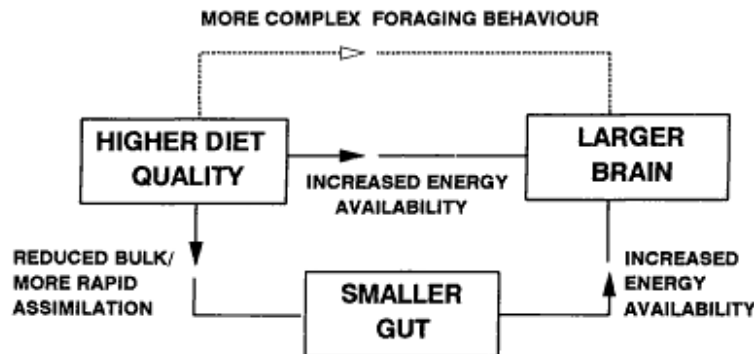 MORE COMPLEX FORAGING BEHAVIOUR
HIGHER DIET
QUALITY
LARGER
BRAIN
INCREASED ENERGY
AVAILABILITY
REDUCED BULK/
MORE RAPID
ASSIMILATION
SMALLER
GUT
INCREASED
ENERGY
AVAILABILITY